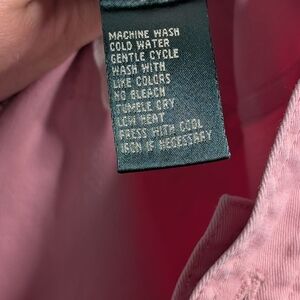 MACHINE WASH
COLD WATER
GENTLE CYCLE
WASH WITH
LIKE COLORS
NO BLEACH
TUMBLE DRY
LOW HEAT
PRESS WITH COOL
IRON IF NECESSARY